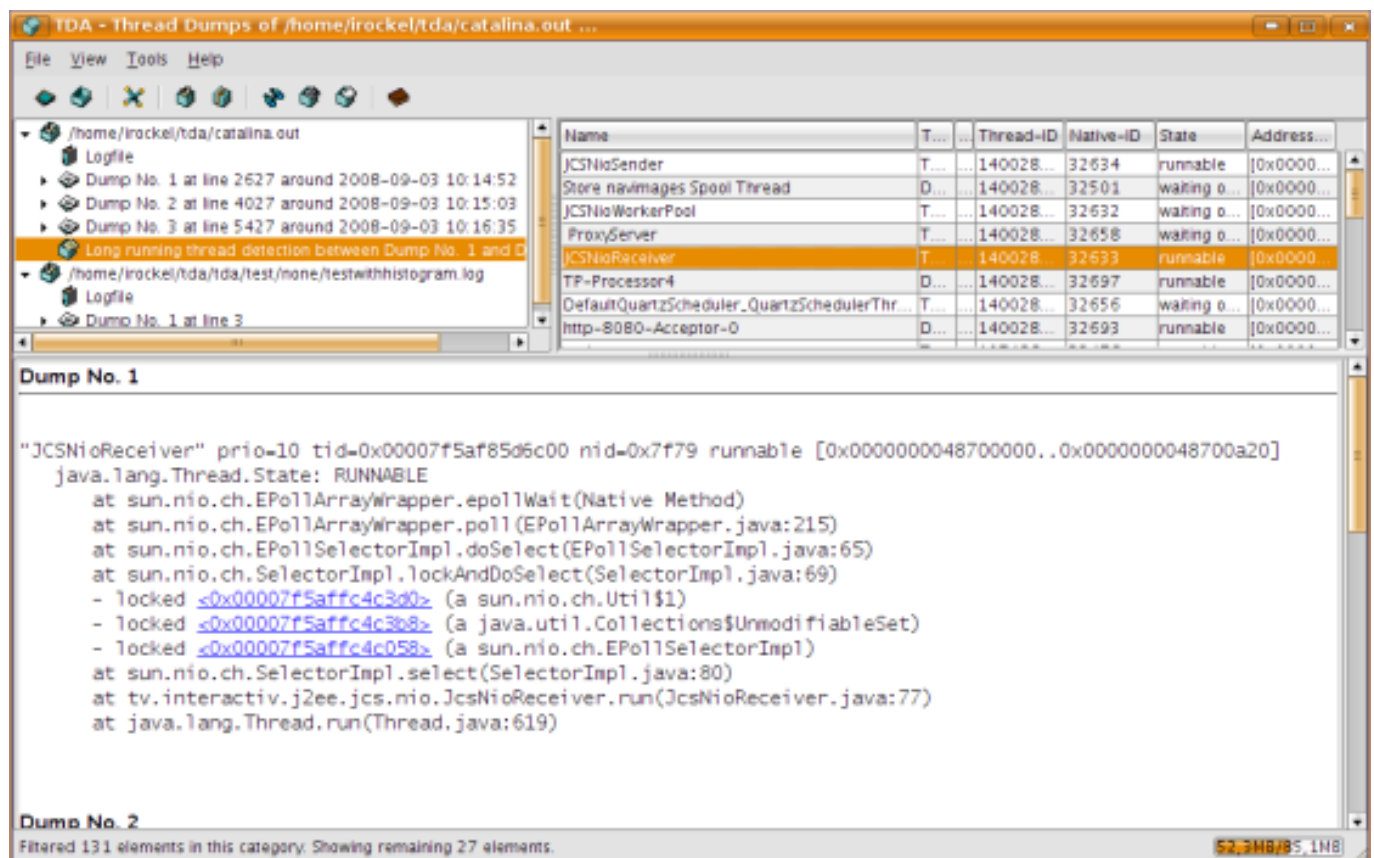 TDA - Thread Dumps of /home/irockel/tda/catalina.out ...
File View Tools Help
/home/irockel/tda/catalina.out
Logfile
Dump No. 1 at line 2627 around 2008-09-03 10:14:52
Dump No. 2 at line 4027 around 2008-09-03 10:15:03
Dump No. 3 at line 5427 around 2008-09-03 10:16:35
Long running thread detection between Dump No. 1 and D
/home/irockel/tda/tda/test/none/testwithhistogram.log
Logfile
Dump No. 1 at line 3
Name T... ... Thread-ID Native-ID State Address...
JCSNioSender T... ... 140028... 32634 runnable [0x0000...
Store navimages Spool Thread D... ... 140028... 32501 waiting o... [0x0000...
JCSNioWorkerPool T... ... 140028... 32632 waiting o... [0x0000...
ProxyServer T... ... 140028... 32658 waiting o... [0x0000...
JCSNioReceiver T... ... 140028... 32633 runnable [0x0000...
TP-Processor4 D... ... 140028... 32697 runnable [0x0000...
DefaultQuartzScheduler_QuartzSchedulerThr... T... ... 140028... 32656 waiting o... [0x0000...
http-8080-Acceptor-0 D... ... 140028... 32693 runnable [0x0000...
Dump No. 1
"JCSNioReceiver" prio=10 tid=0x00007f5af85d6c00 nid=0x7f79 runnable [0x0000000048700000..0x0000000048700a20]
java.lang.Thread.State: RUNNABLE
at sun.nio.ch.EPollArrayWrapper.epollWait(Native Method)
at sun.nio.ch.EPollArrayWrapper.poll(EPollArrayWrapper.java:215)
at sun.nio.ch.EPollSelectorImpl.doSelect(EPollSelectorImpl.java:65)
at sun.nio.ch.SelectorImpl.lockAndDoSelect(SelectorImpl.java:69)
- locked <0x00007f5affc4c3d0> (a sun.nio.ch.Util$1)
- locked <0x00007f5affc4c3b8> (a java.util.Collections$UnmodifiableSet)
- locked <0x00007f5affc4c058> (a sun.nio.ch.EPollSelectorImpl)
at sun.nio.ch.SelectorImpl.select(SelectorImpl.java:80)
at tv.interactiv.j2ee.jcs.nio.JcsNioReceiver.run(JcsNioReceiver.java:77)
at java.lang.Thread.run(Thread.java:619)
Dump No. 2
Filtered 131 elements in this category. Showing remaining 27 elements.
52,3MB/85,1MB